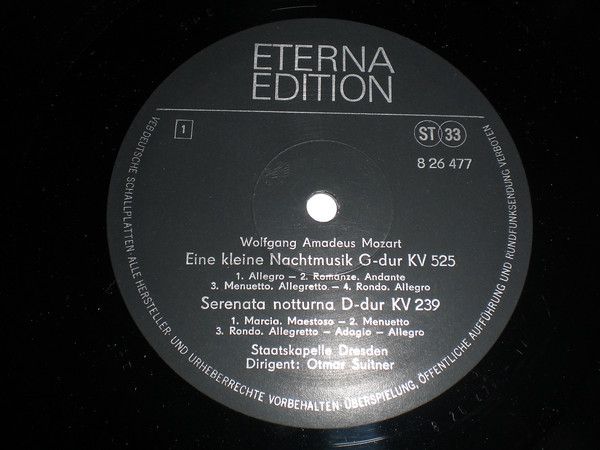 ETERNA
EDITION
1
ST 33
8 26 477
Wolfgang Amadeus Mozart
Eine kleine Nachtmusik G-dur KV 525
1. Allegro – 2. Romanze. Andante
3. Menuetto. Allegretto – 4. Rondo. Allegro
Serenata notturna D-dur KV 239
1. Marcia. Maestoso – 2. Menuetto
3. Rondo. Allegretto – Adagio – Allegro
Staatskapelle Dresden
Dirigent: Otmar Suitner
VEB DEUTSCHE SCHALLPLATTEN · ALLE HERSTELLER- UND URHEBERRECHTE VORBEHALTEN · ÜBERSPIELUNG, ÖFFENTLICHE AUFFÜHRUNG UND RUNDFUNKSENDUNG VERBOTEN